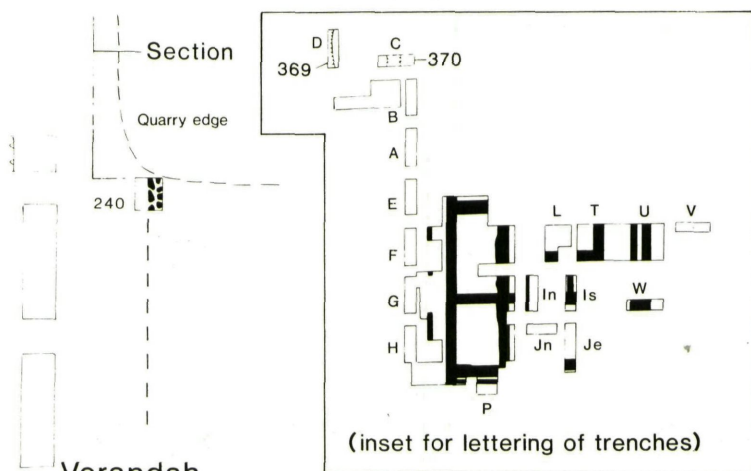 Section
Quarry edge
240
Verandah
D C
369 370
B
A
E
L T U V
F
In Is W
G
H Jn Je
P
(inset for lettering of trenches)